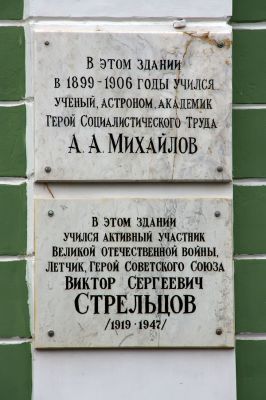 В ЭТОМ ЗДАНИИ
В 1899-1906 ГОДЫ УЧИЛСЯ
УЧЕНЫЙ, АСТРОНОМ, АКАДЕМИК
ГЕРОЙ СОЦИАЛИСТИЧЕСКОГО ТРУДА
А. А. МИХАЙЛОВ
В ЭТОМ ЗДАНИИ
УЧИЛСЯ АКТИВНЫЙ УЧАСТНИК
ВЕЛИКОЙ ОТЕЧЕСТВЕННОЙ ВОЙНЫ,
ЛЕТЧИК, ГЕРОЙ СОВЕТСКОГО СОЮЗА
ВИКТОР СЕРГЕЕВИЧ
СТРЕЛЬЦОВ
/1919-1947/